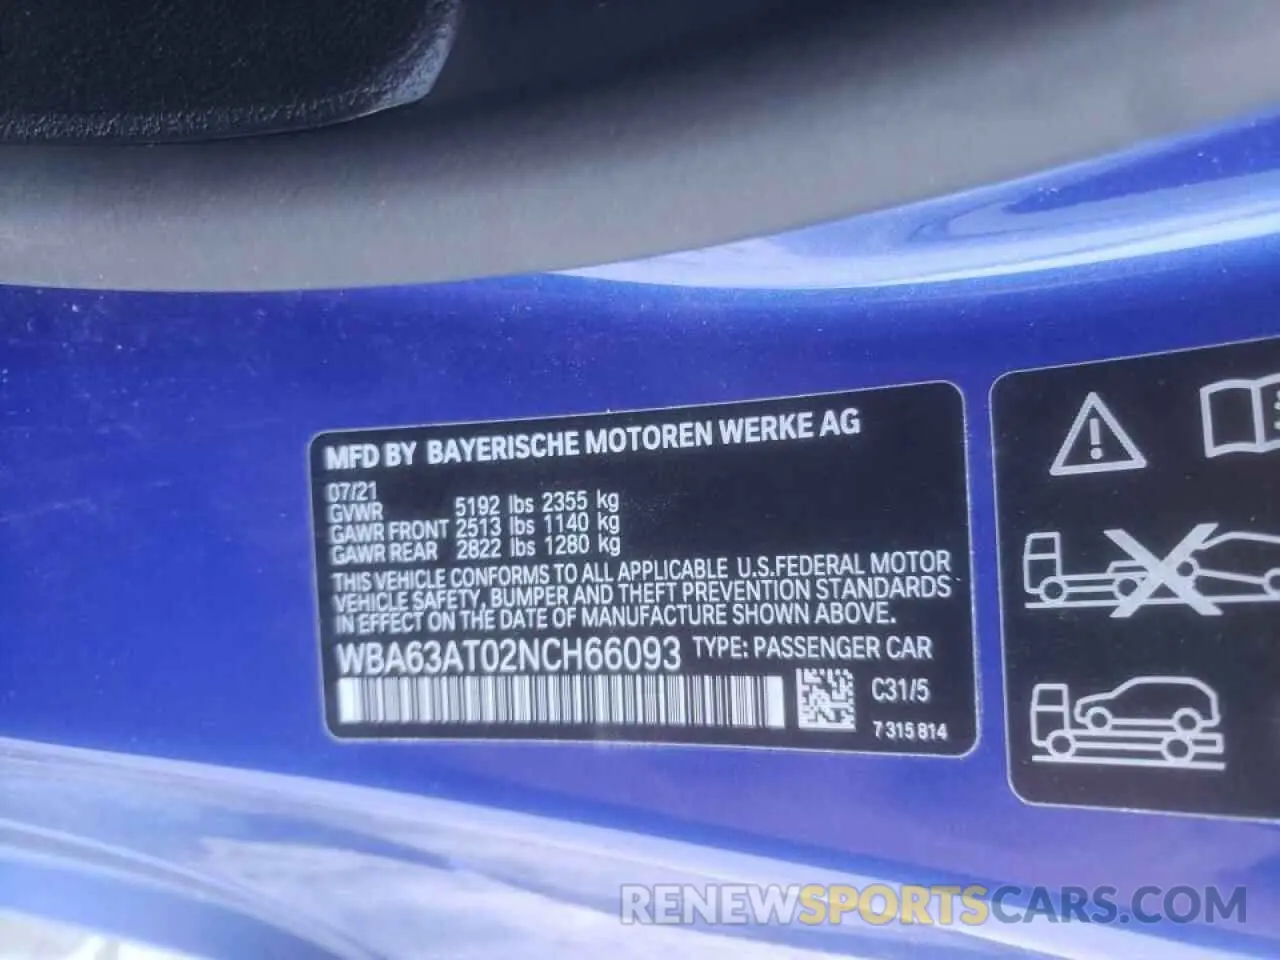 MFD BY BAYERISCHE MOTOREN WERKE AG
07/21
GVWR 5192 lbs 2355 kg
GAWR FRONT 2513 lbs 1140 kg
GAWR REAR 2822 lbs 1280 kg
THIS VEHICLE CONFORMS TO ALL APPLICABLE U.S.FEDERAL MOTOR
VEHICLE SAFETY, BUMPER AND THEFT PREVENTION STANDARDS
IN EFFECT ON THE DATE OF MANUFACTURE SHOWN ABOVE.
WBA63AT02NCH66093 TYPE: PASSENGER CAR
C31/5
7 315 814
RENEWSPORTSCARS.COM